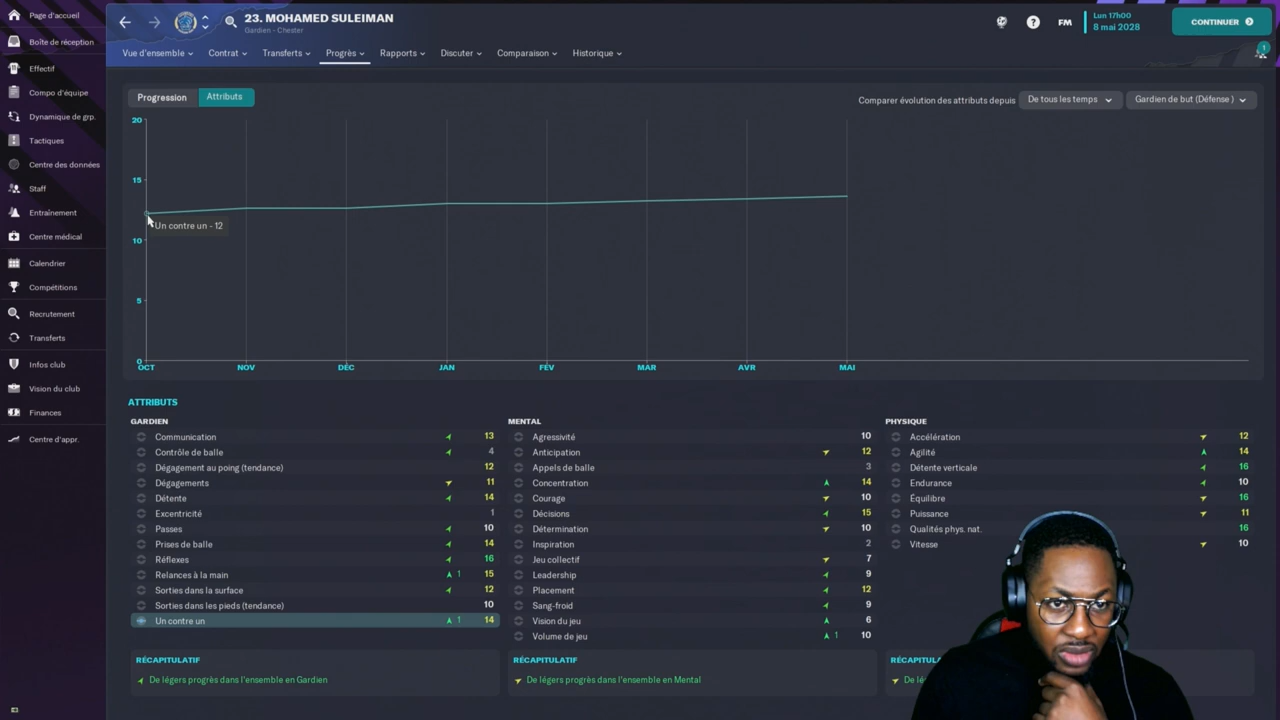 Page d'accueil
Boîte de réception
Effectif
Compo d'équipe
Dynamique de grp.
Tactiques
Centre des données
Staff
Entraînement
Centre médical
Calendrier
Compétitions
Recrutement
Transferts
Infos club
Vision du club
Finances
Centre d'appr.
23. MOHAMED SULEIMAN
Gardien - Chester
FM
Lun 17h00
8 mai 2028
CONTINUER
1
Vue d'ensemble Contrat Transferts Progrès Rapports Discuter Comparaison Historique
Progression Attributs
Comparer évolution des attributs depuis De tous les temps Gardien de but (Défense )
20
15
10
5
0
Un contre un - 12
OCT NOV DÉC JAN FÉV MAR AVR MAI
ATTRIBUTS
GARDIEN
Communication 13
Contrôle de balle 4
Dégagement au poing (tendance) 12
Dégagements 11
Détente 14
Excentricité 1
Passes 10
Prises de balle 14
Réflexes 16
Relances à la main 1 15
Sorties dans la surface 12
Sorties dans les pieds (tendance) 10
Un contre un 1 14
RÉCAPITULATIF
De légers progrès dans l'ensemble en Gardien
MENTAL
Agressivité 10
Anticipation 12
Appels de balle 3
Concentration 14
Courage 10
Décisions 15
Détermination 10
Inspiration 2
Jeu collectif 7
Leadership 9
Placement 12
Sang-froid 9
Vision du jeu 6
Volume de jeu 1 10
RÉCAPITULATIF
De légers progrès dans l'ensemble en Mental
PHYSIQUE
Accélération 12
Agilité 14
Détente verticale 16
Endurance 10
Équilibre 16
Puissance 11
Qualités phys. nat. 16
Vitesse 10
De